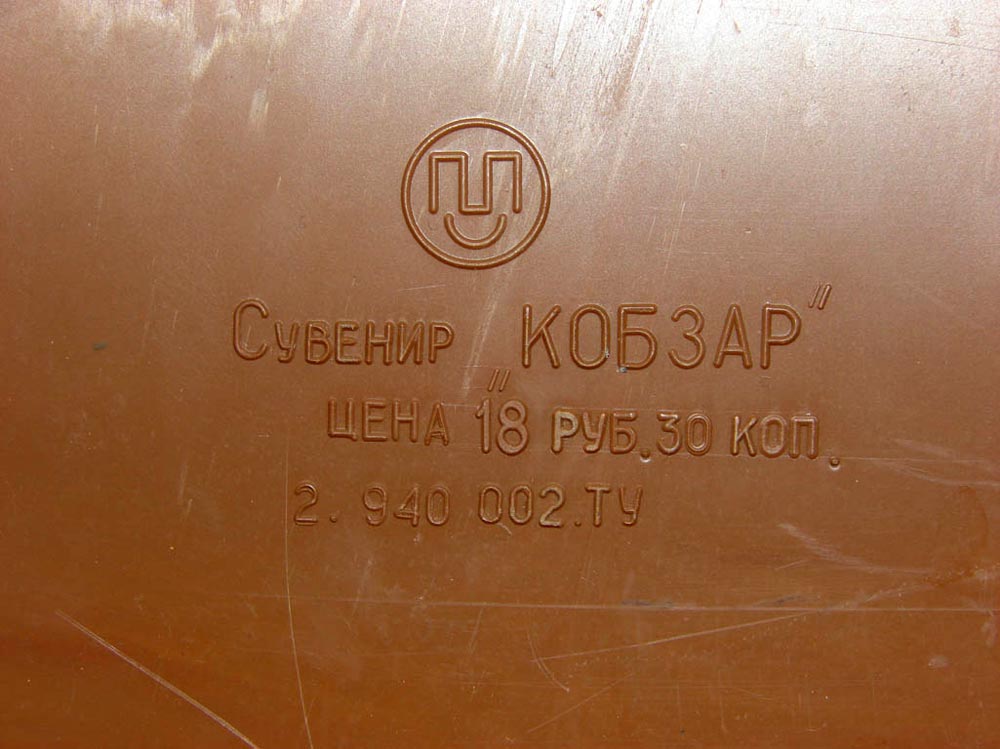 Сувенир „КОБЗАР"
ЦЕНА 18 РУБ.30 КОП.
2. 940 002.ТУ